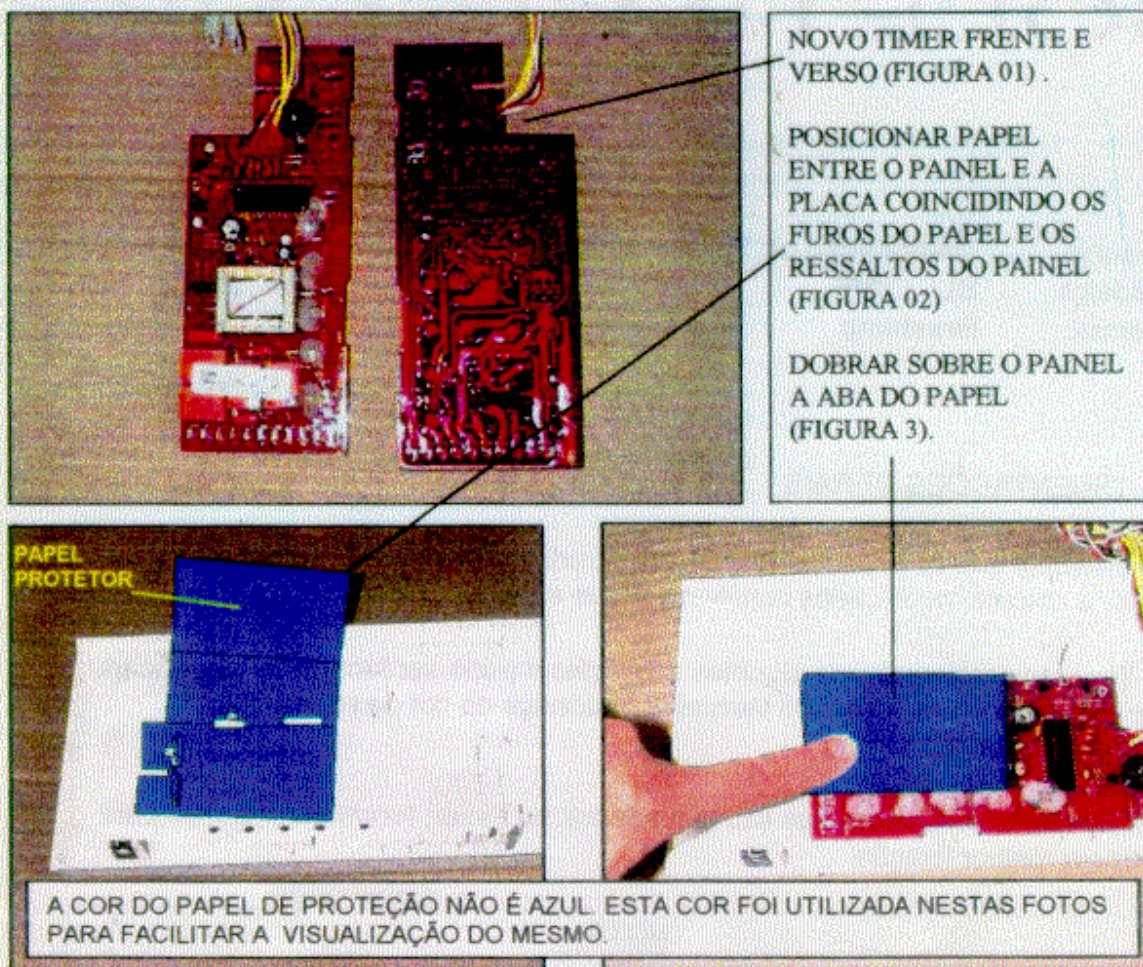 NOVO TIMER FRENTE E
VERSO (FIGURA 01) .
POSICIONAR PAPEL
ENTRE O PAINEL E A
PLACA COINCIDINDO OS
FUROS DO PAPEL E OS
RESSALTOS DO PAINEL
(FIGURA 02)
DOBRAR SOBRE O PAINEL
A ABA DO PAPEL
(FIGURA 3).
PAPEL
PROTETOR
A COR DO PAPEL DE PROTEÇÃO NÃO É AZUL. ESTA COR FOI UTILIZADA NESTAS FOTOS
PARA FACILITAR A VISUALIZAÇÃO DO MESMO.